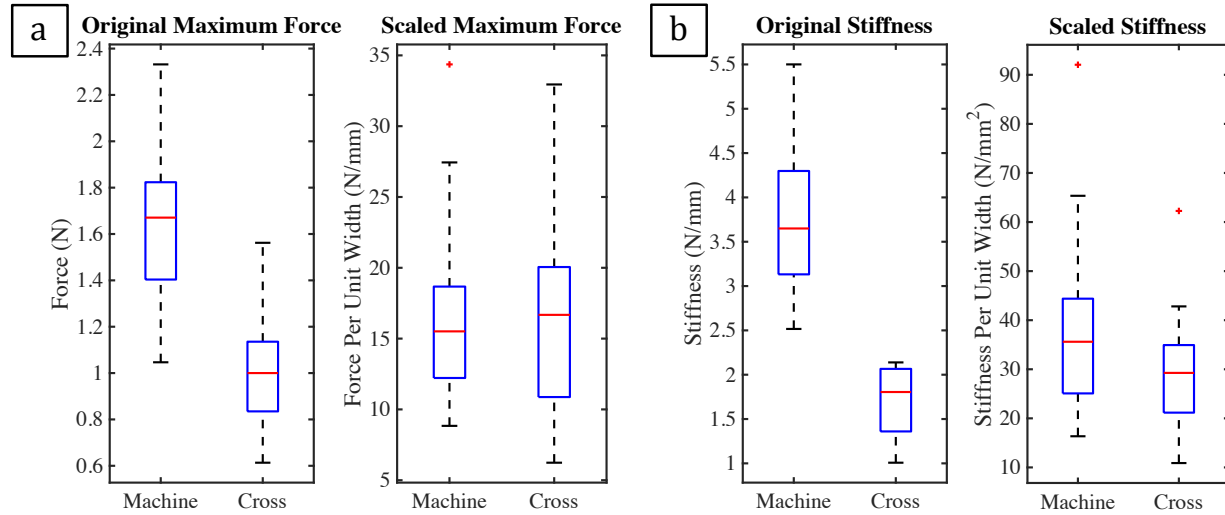 a
Original Maximum Force
Force (N)
2.4
2.2
2
1.8
1.6
1.4
1.2
1
0.8
0.6
Machine
Cross
Scaled Maximum Force
Force Per Unit Width (N/mm)
35
30
25
20
15
10
5
Machine
Cross
b
Original Stiffness
Stiffness (N/mm)
5.5
5
4.5
4
3.5
3
2.5
2
1.5
1
Machine
Cross
Scaled Stiffness
Stiffness Per Unit Width (N/mm²)
90
80
70
60
50
40
30
20
10
Machine
Cross